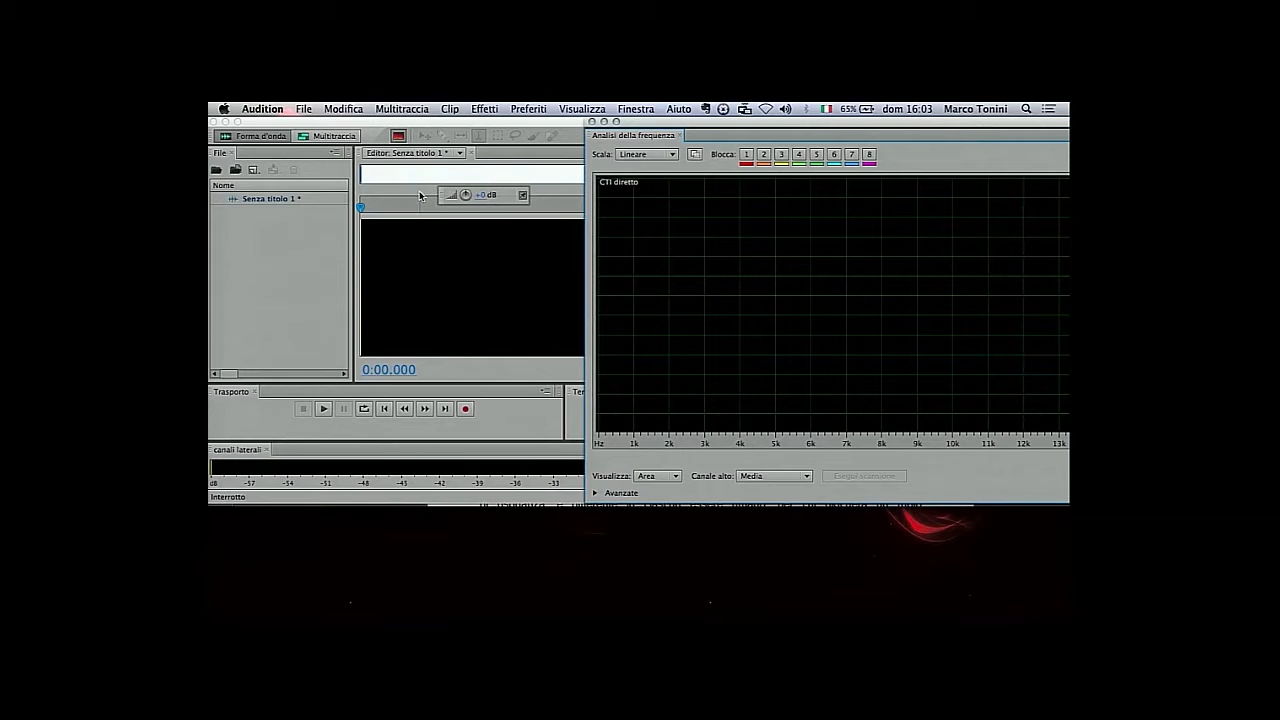 Audition File Modifica Multitraccia Clip Effetti Preferiti Visualizza Finestra Aiuto 65% dom 16:03 Marco Tonini
Forma d'onda Multitraccia
Analisi della frequenza
File
Editor: Senza titolo 1 *
Scala: Lineare Blocca: 1 2 3 4 5 6 7 8
Nome
CTI diretto
Senza titolo 1 *
+0 dB
0:00.000
Trasporto
Hz 1k 2k 3k 4k 5k 6k 7k 8k 9k 10k 11k 12k 13k
canali laterali
Visualizza: Area Canale alto: Media Esegui scansione
dB -57 -54 -51 -48 -45 -42 -39 -36 -33
Avanzate
Interrotto